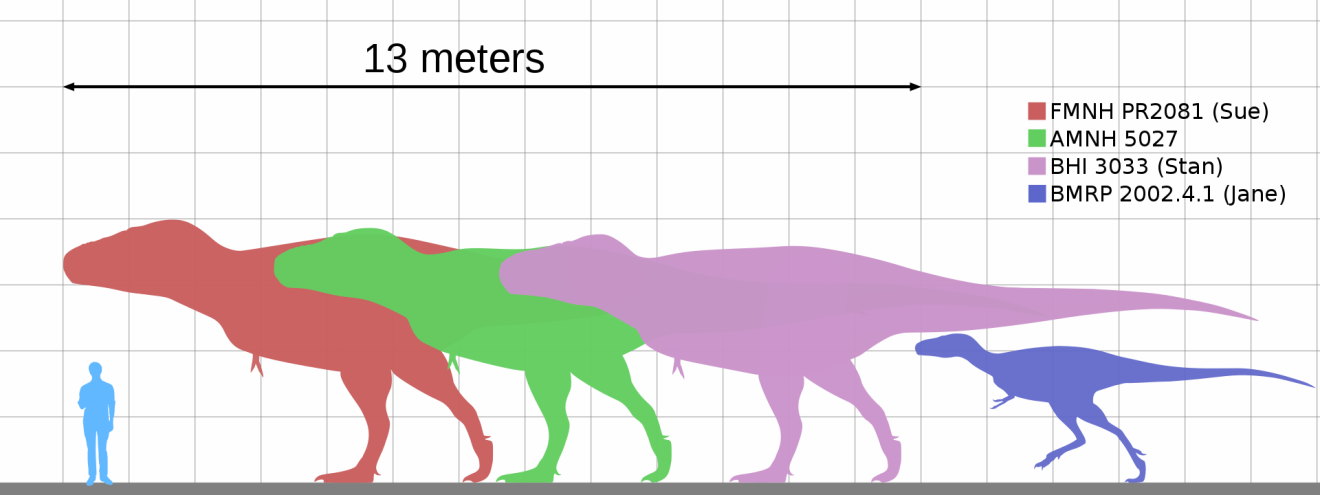 13 meters
FMNH PR2081 (Sue)
AMNH 5027
BHI 3033 (Stan)
BMRP 2002.4.1 (Jane)